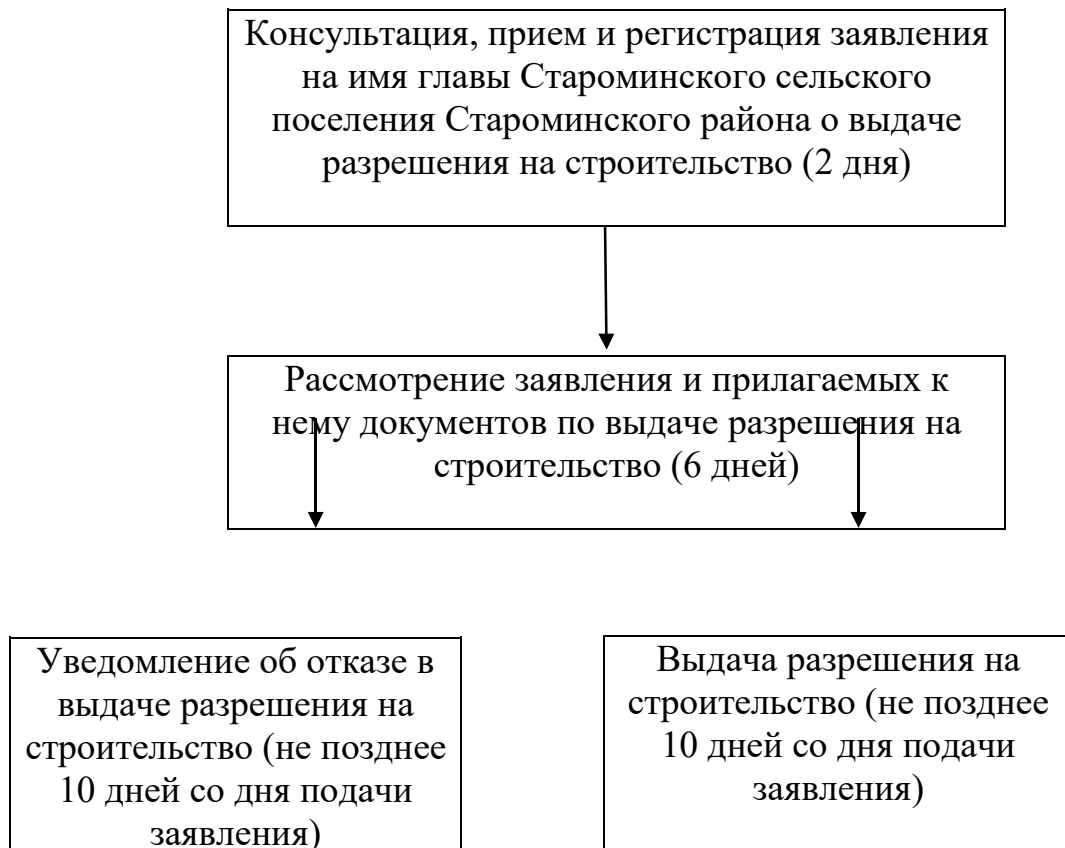 Консультация, прием и регистрация заявления
на имя главы Староминского сельского
поселения Староминского района о выдаче
разрешения на строительство (2 дня)
Рассмотрение заявления и прилагаемых к
нему документов по выдаче разрешения на
строительство (6 дней)
Уведомление об отказе в
выдаче разрешения на
строительство (не позднее
10 дней со дня подачи
заявления)
Выдача разрешения на
строительство (не позднее
10 дней со дня подачи
заявления)